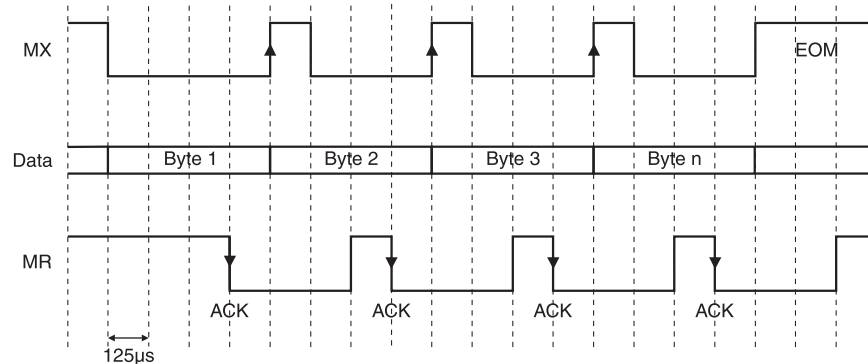 MX
EOM
Data
Byte 1
Byte 2
Byte 3
Byte n
MR
ACK
ACK
ACK
ACK
125µs